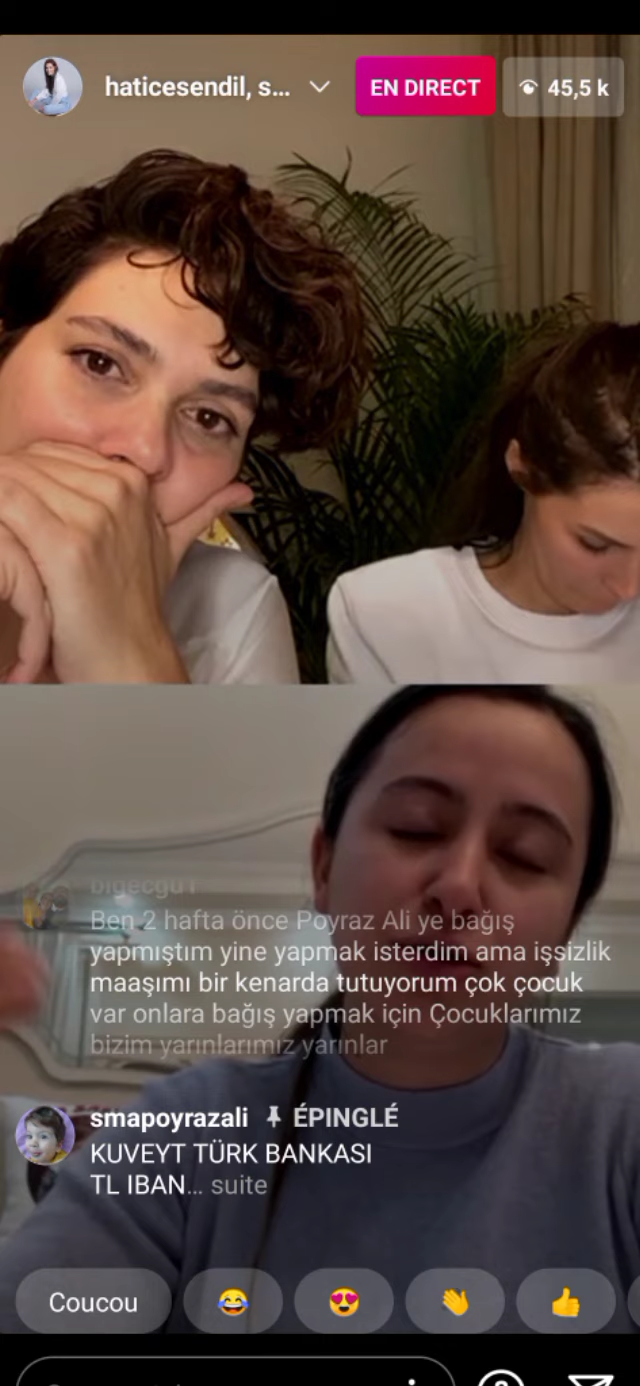 haticesendil, s...
EN DIRECT
45,5 k
Ben 2 hafta önce Poyraz Ali ye bağış
yapmıştım yine yapmak isterdim ama işsizlik
maaşımı bir kenarda tutuyorum çok çocuk
var onlara bağış yapmak için Çocuklarımız
bizim yarınlarımız yarınlar
smapoyrazali ÉPINGLÉ
KUVEYT TÜRK BANKASI
TL IBAN... suite
Coucou